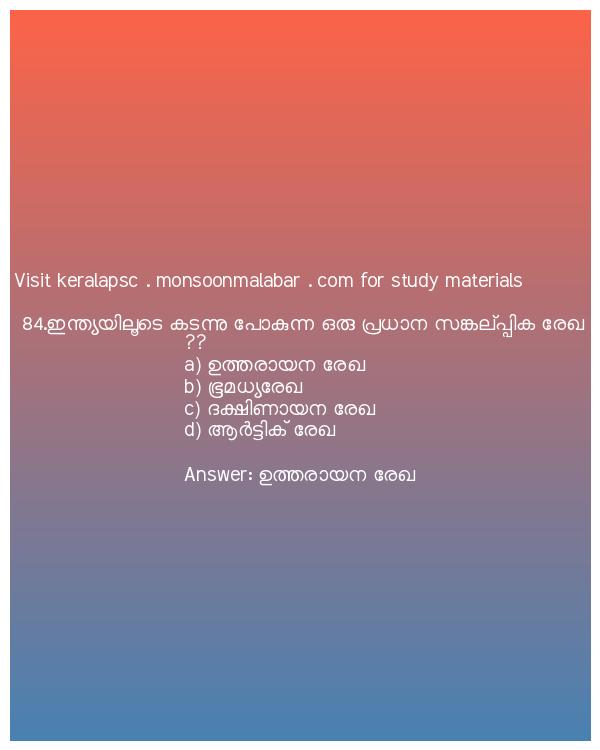 Visit keralapsc . monsoonmalabar . com for study materials
84.ഇന്ത്യയിലൂടെ കടന്നു പോകുന്ന ഒരു പ്രധാന സങ്കല്പ്പിക രേഖ
??
a) ഉത്തരായന രേഖ
b) ഭൂമധ്യരേഖ
c) ദക്ഷിണായന രേഖ
d) ആർട്ടിക് രേഖ
Answer: ഉത്തരായന രേഖ